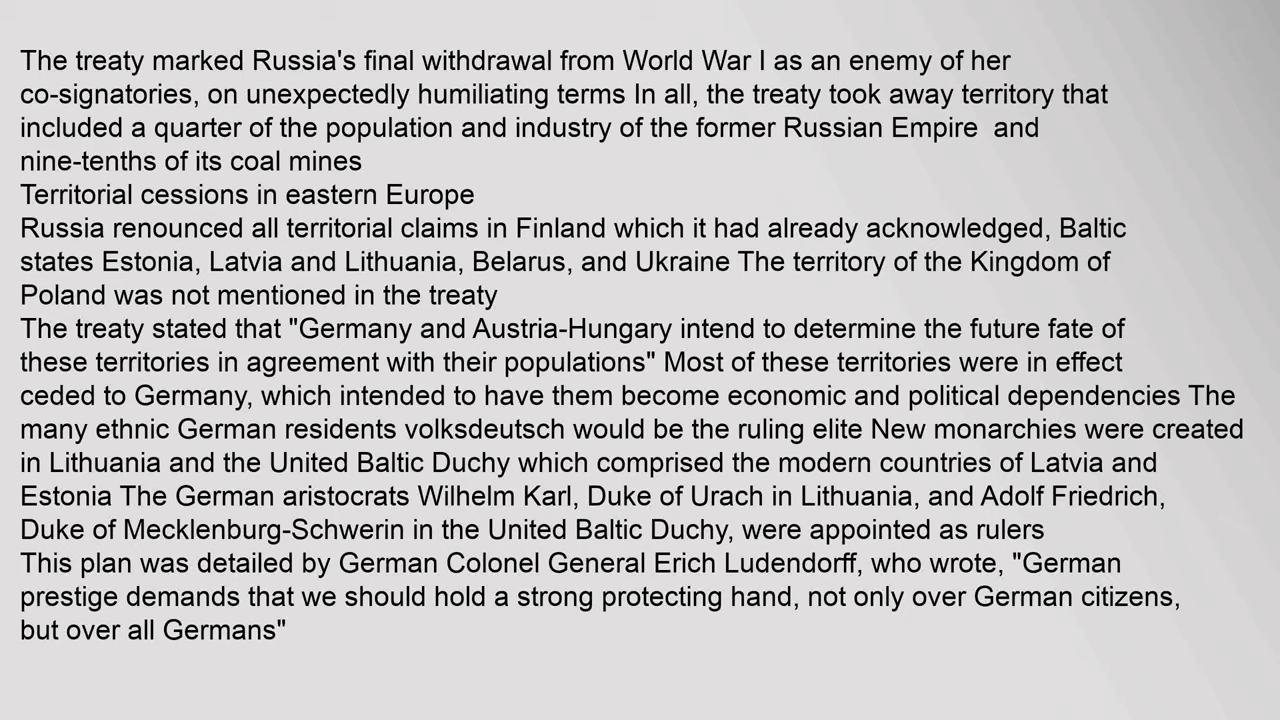 The treaty marked Russia's final withdrawal from World War I as an enemy of her
co-signatories, on unexpectedly humiliating terms In all, the treaty took away territory that
included a quarter of the population and industry of the former Russian Empire  and
nine-tenths of its coal mines
Territorial cessions in eastern Europe
Russia renounced all territorial claims in Finland which it had already acknowledged, Baltic
states Estonia, Latvia and Lithuania, Belarus, and Ukraine The territory of the Kingdom of
Poland was not mentioned in the treaty
The treaty stated that "Germany and Austria-Hungary intend to determine the future fate of
these territories in agreement with their populations" Most of these territories were in effect
ceded to Germany, which intended to have them become economic and political dependencies The
many ethnic German residents volksdeutsch would be the ruling elite New monarchies were created
in Lithuania and the United Baltic Duchy which comprised the modern countries of Latvia and
Estonia The German aristocrats Wilhelm Karl, Duke of Urach in Lithuania, and Adolf Friedrich,
Duke of Mecklenburg-Schwerin in the United Baltic Duchy, were appointed as rulers
This plan was detailed by German Colonel General Erich Ludendorff, who wrote, "German
prestige demands that we should hold a strong protecting hand, not only over German citizens,
but over all Germans"